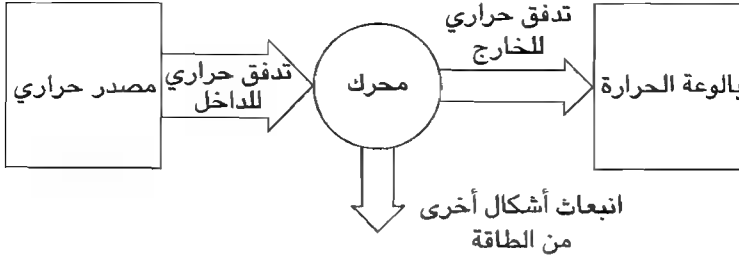 مصدر حراري
تدفق حراري
للداخل
محرك
تدفق حراري
للخارج
بالوعة الحرارة
انبعاث أشكال أخرى
من الطاقة